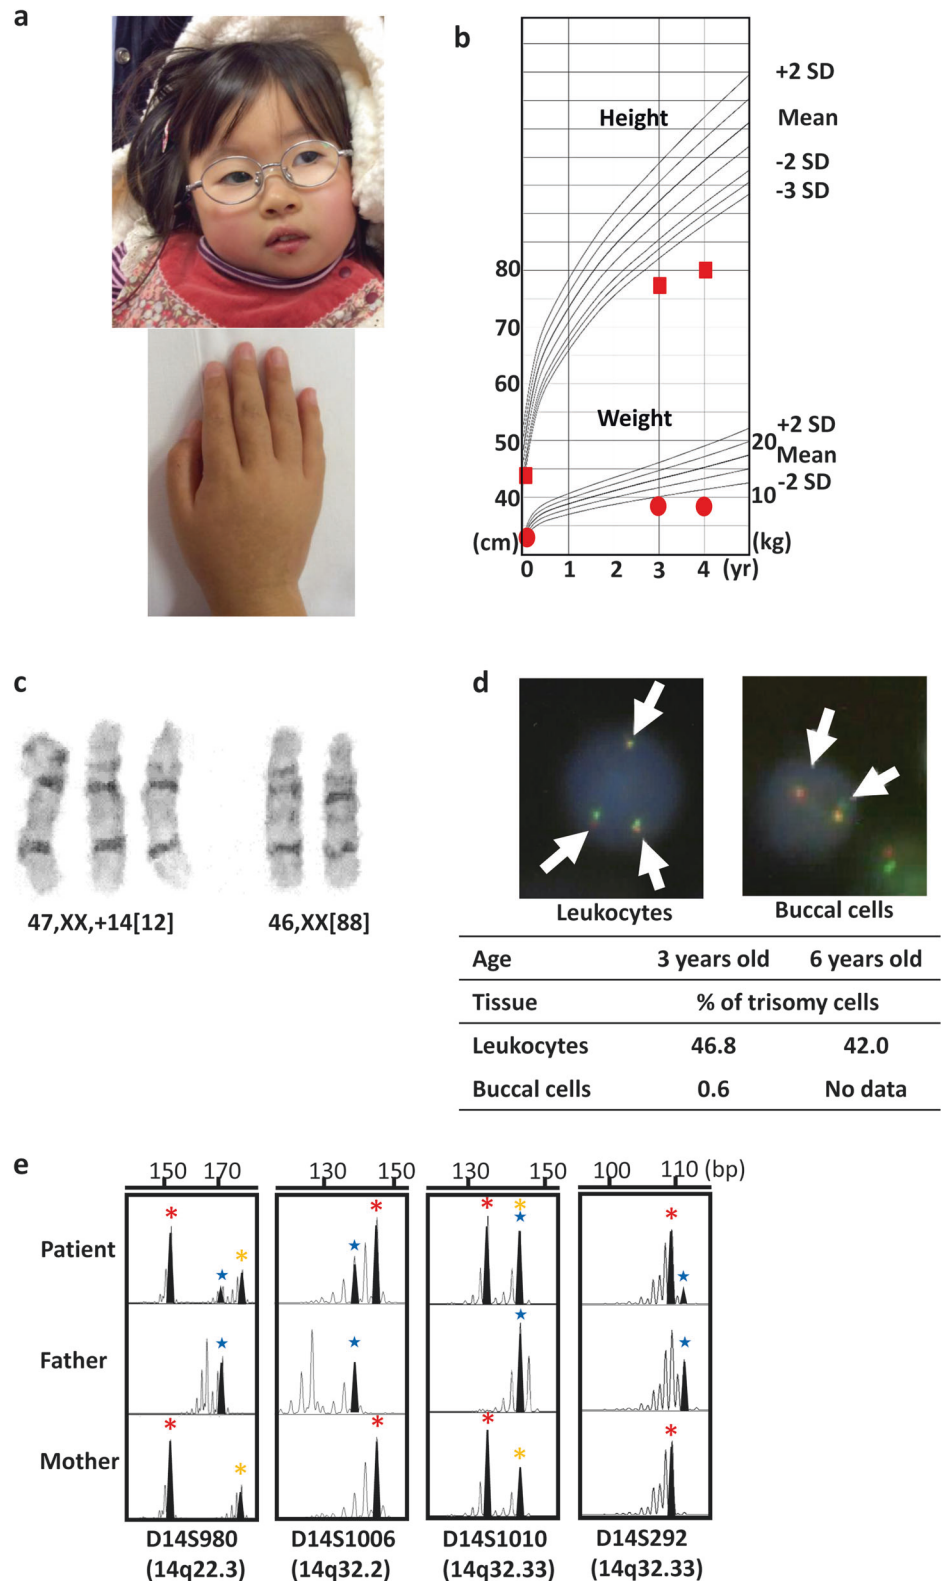 a
b
+2 SD
Height
Mean
-2 SD
-3 SD
80
70
60
Weight
+2 SD
50
20
Mean
-2 SD
40
10
(cm)
(kg)
0 1 2 3 4 (yr)
c
47,XX,+14[12]
46,XX[88]
d
Leukocytes
Buccal cells
Age 3 years old 6 years old
Tissue % of trisomy cells
Leukocytes 46.8 42.0
Buccal cells 0.6 No data
e
150 170 130 150 130 150 100 110 (bp)
Patient
Father
Mother
D14S980 D14S1006 D14S1010 D14S292
(14q22.3) (14q32.2) (14q32.33) (14q32.33)